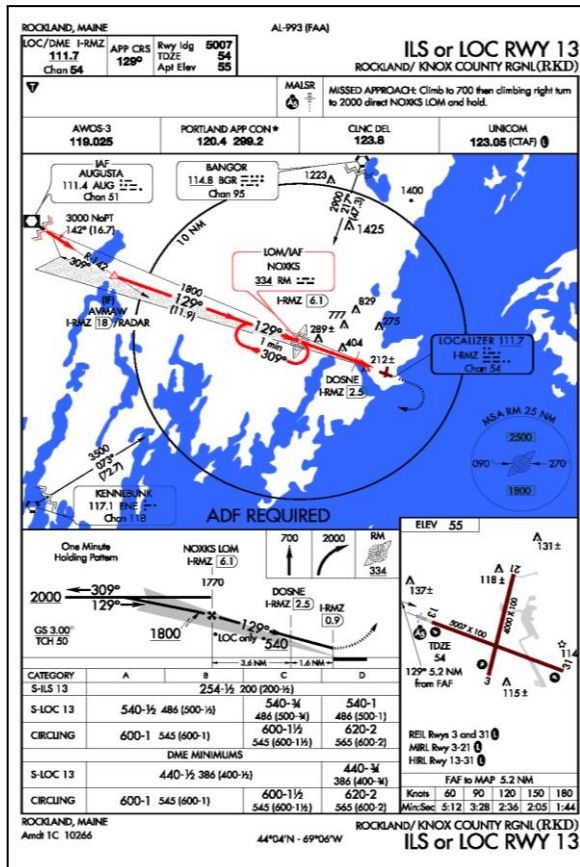 ROCKLAND, MAINE
AL-993 (FAA)
LOC/DME I-RMZ
111.7
Chan 54
APP CRS
129°
Rwy ldg 5007
TDZE 54
Apt Elev 55
ILS or LOC RWY 13
ROCKLAND/ KNOX COUNTY RGNL(RKD)
T
MALSR
A5
MISSED APPROACH: Climb to 700 then climbing right turn
to 2000 direct NOXKS LOM and hold.
AWOS-3
119.025
PORTLAND APP CON★
120.4 299.2
CLNC DEL
123.8
UNICOM
123.05 (CTAF) L
IAF
AUGUSTA
111.4 AUG
Chan 51
BANGOR
114.8 BGR
Chan 95
1223
1400
2900
217°
(47.3)
1425
3000 NoPT
142° (16.7)
10 NM
R-142
309°
LOM/IAF
NOXKS
334 RM
I-RMZ 6.1
(IF)
AVMAW
I-RMZ 18 /RADAR
1800
129°
(11.9)
129°
1 min
309°
829
777
275
289±
404
212±
LOCALIZER 111.7
I-RMZ
Chan 54
DOSNE
I-RMZ 2.5
MSA RM 25 NM
2500
090
270°
1800
3500
073°
(72.7)
KENNEBUNK
117.1 ENE
Chan 118
ADF REQUIRED
One Minute
Holding Pattern
NOXKS LOM
I-RMZ 6.1
1770
700
2000
RM
334
2000
309°
129°
DOSNE
I-RMZ 2.5
I-RMZ
0.9
GS 3.00°
TCH 50
1800
*LOC only
129°
*540
3.6 NM
1.6 NM
ELEV 55
131±
118±
21
137±
13
A5
5007 X 100
4000 X 100
TDZE
54
129° 5.2 NM
from FAF
114
31
3
115±
REIL Rwys 3 and 31 L
MIRL Rwy 3-21 L
HIRL Rwy 13-31 L
CATEGORY A B C D
S-ILS 13 254-½ 200 (200-½)
S-LOC 13 540-½ 486 (500-½) 540-¾ 486 (500-¾) 540-1 486 (500-1)
CIRCLING 600-1 545 (600-1) 600-1½ 545 (600-1½) 620-2 565 (600-2)
DME MINIMUMS
S-LOC 13 440-½ 386 (400-½) 440-¾ 386 (400-¾)
CIRCLING 600-1 545 (600-1) 600-1½ 545 (600-1½) 620-2 565 (600-2)
FAF to MAP 5.2 NM
Knots 60 90 120 150 180
Min:Sec 5:12 3:28 2:36 2:05 1:44
ROCKLAND, MAINE
Amdt 1C 10266
44°04'N - 69°06'W
ROCKLAND/ KNOX COUNTY RGNL(RKD)
ILS or LOC RWY 13